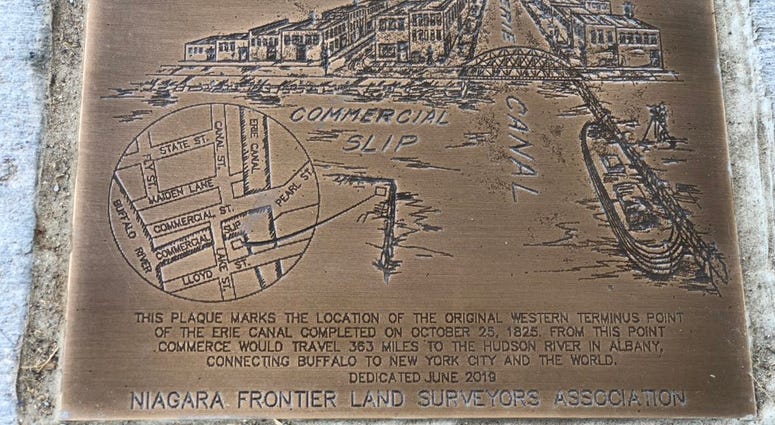 ERIE
CANAL
COMMERCIAL
SLIP
STATE ST.
CANAL ST.
ERIE CANAL
MAIDEN LANE
PEARL ST.
COMMERCIAL ST.
BUFFALO RIVER
COMMERCIAL
SLIP
LLOYD ST.
THIS PLAQUE MARKS THE LOCATION OF THE ORIGINAL WESTERN TERMINUS POINT
OF THE ERIE CANAL COMPLETED ON OCTOBER 25, 1825. FROM THIS POINT
COMMERCE WOULD TRAVEL 363 MILES TO THE HUDSON RIVER IN ALBANY,
CONNECTING BUFFALO TO NEW YORK CITY AND THE WORLD.
DEDICATED JUNE 2019
NIAGARA FRONTIER LAND SURVEYORS ASSOCIATION